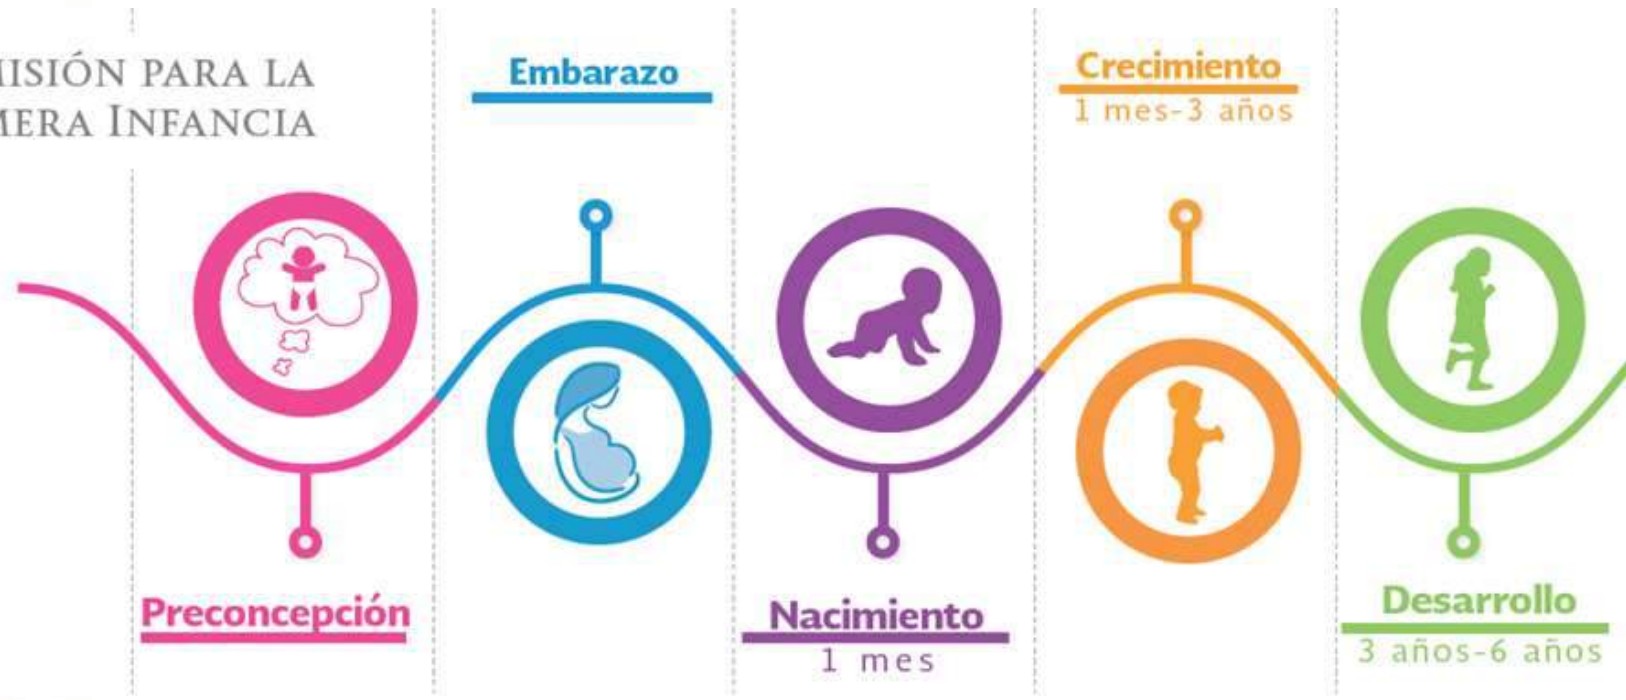 MISIÓN PARA LA
MERA INFANCIA
Preconcepción
Embarazo
Nacimiento
1 mes
Crecimiento
1 mes-3 años
Desarrollo
3 años-6 años